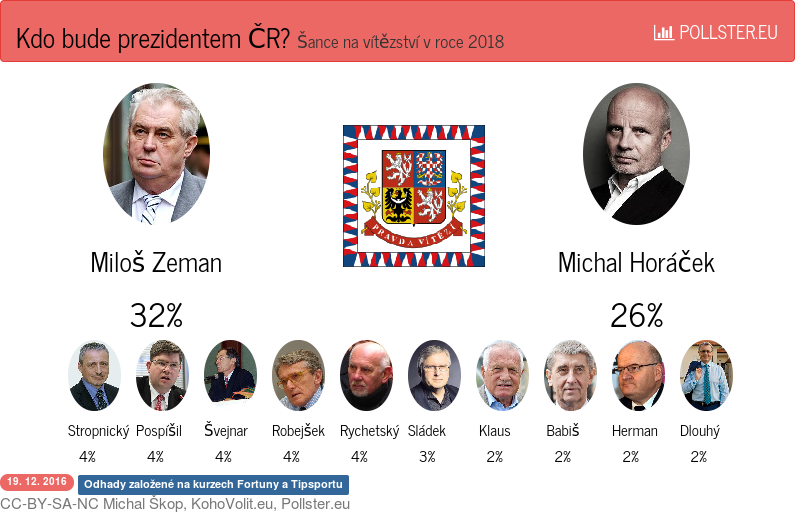 Kdo bude prezidentem ČR? Šance na vítězství v roce 2018
POLLSTER.EU
PRAVDA VÍTĚZÍ
Miloš Zeman
Michal Horáček
32%
26%
Stropnický Pospíšil Švejnar Robejšek Rychetský Sládek Klaus Babiš Herman Dlouhý
4% 4% 4% 4% 4% 3% 2% 2% 2% 2%
19. 12. 2016 Odhady založené na kurzech Fortuny a Tipsportu
CC-BY-SA-NC Michal Škop, KohoVolit.eu, Pollster.eu